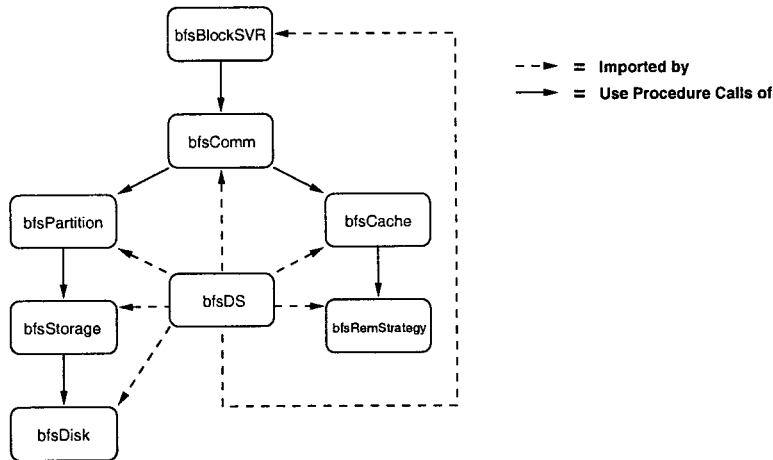 bfsBlockSVR
= Imported by
= Use Procedure Calls of
bfsComm
bfsPartition
bfsCache
bfsDS
bfsStorage
bfsRemStrategy
bfsDisk